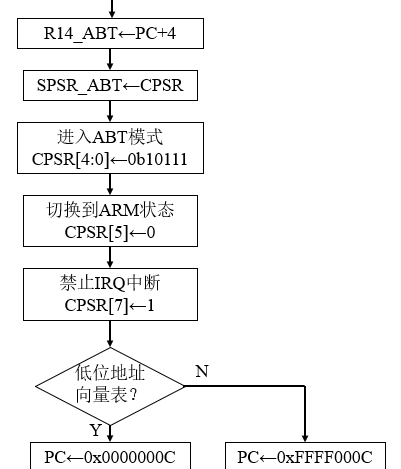 R14_ABT←PC+4
SPSR_ABT←CPSR
进入ABT模式
CPSR[4:0]←0b10111
切换到ARM状态
CPSR[5]←0
禁止IRQ中断
CPSR[7]←1
低位地址
向量表?
N
Y
PC←0x0000000C
PC←0xFFFF000C